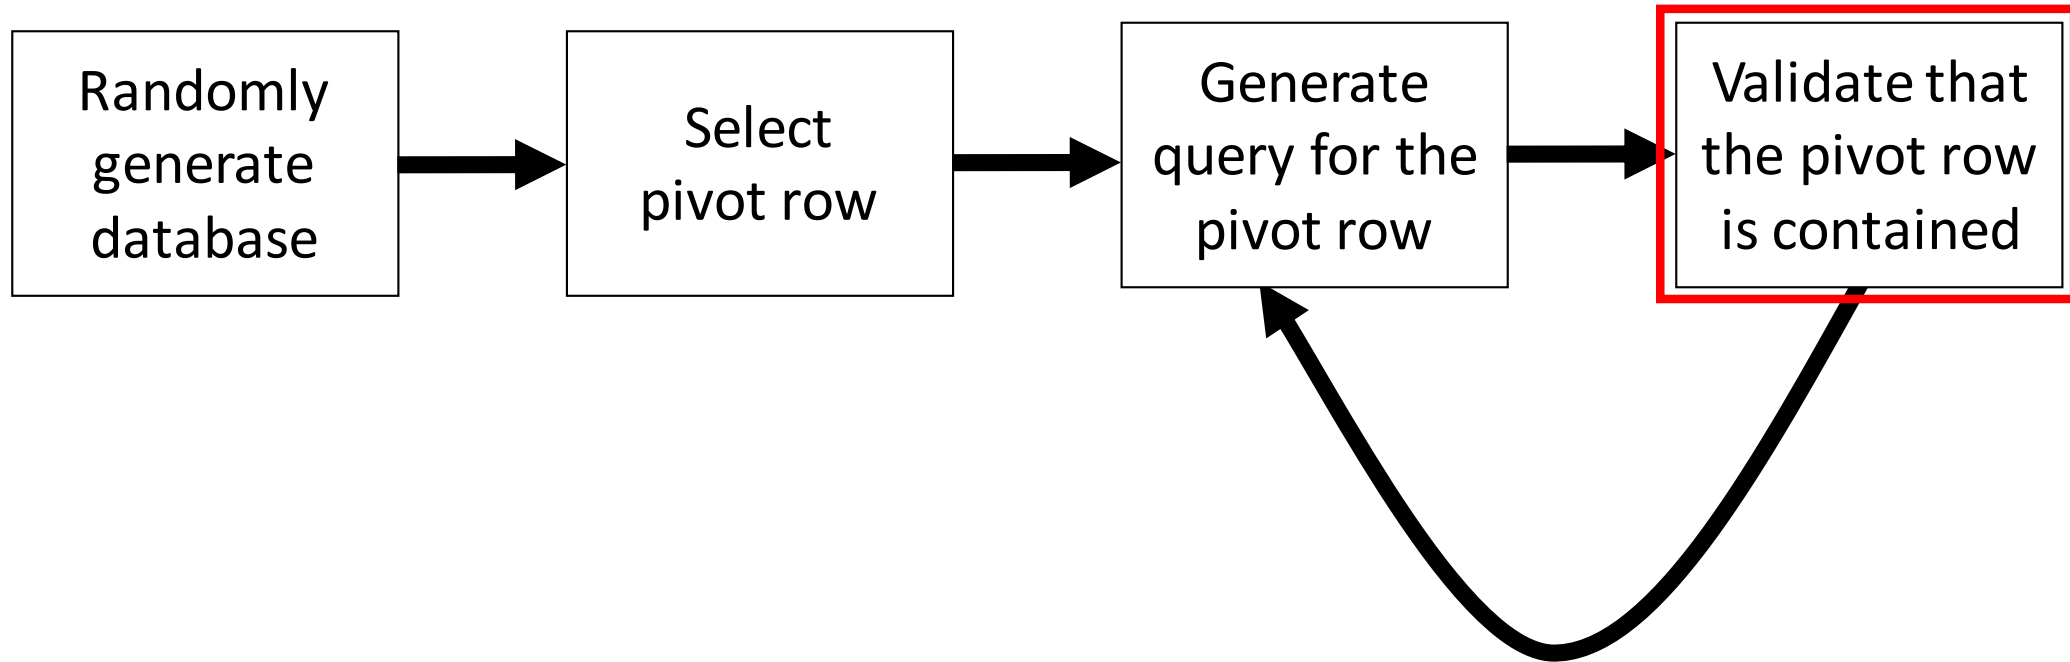 Randomly
generate
database
Select
pivot row
Generate
query for the
pivot row
Validate that
the pivot row
is contained